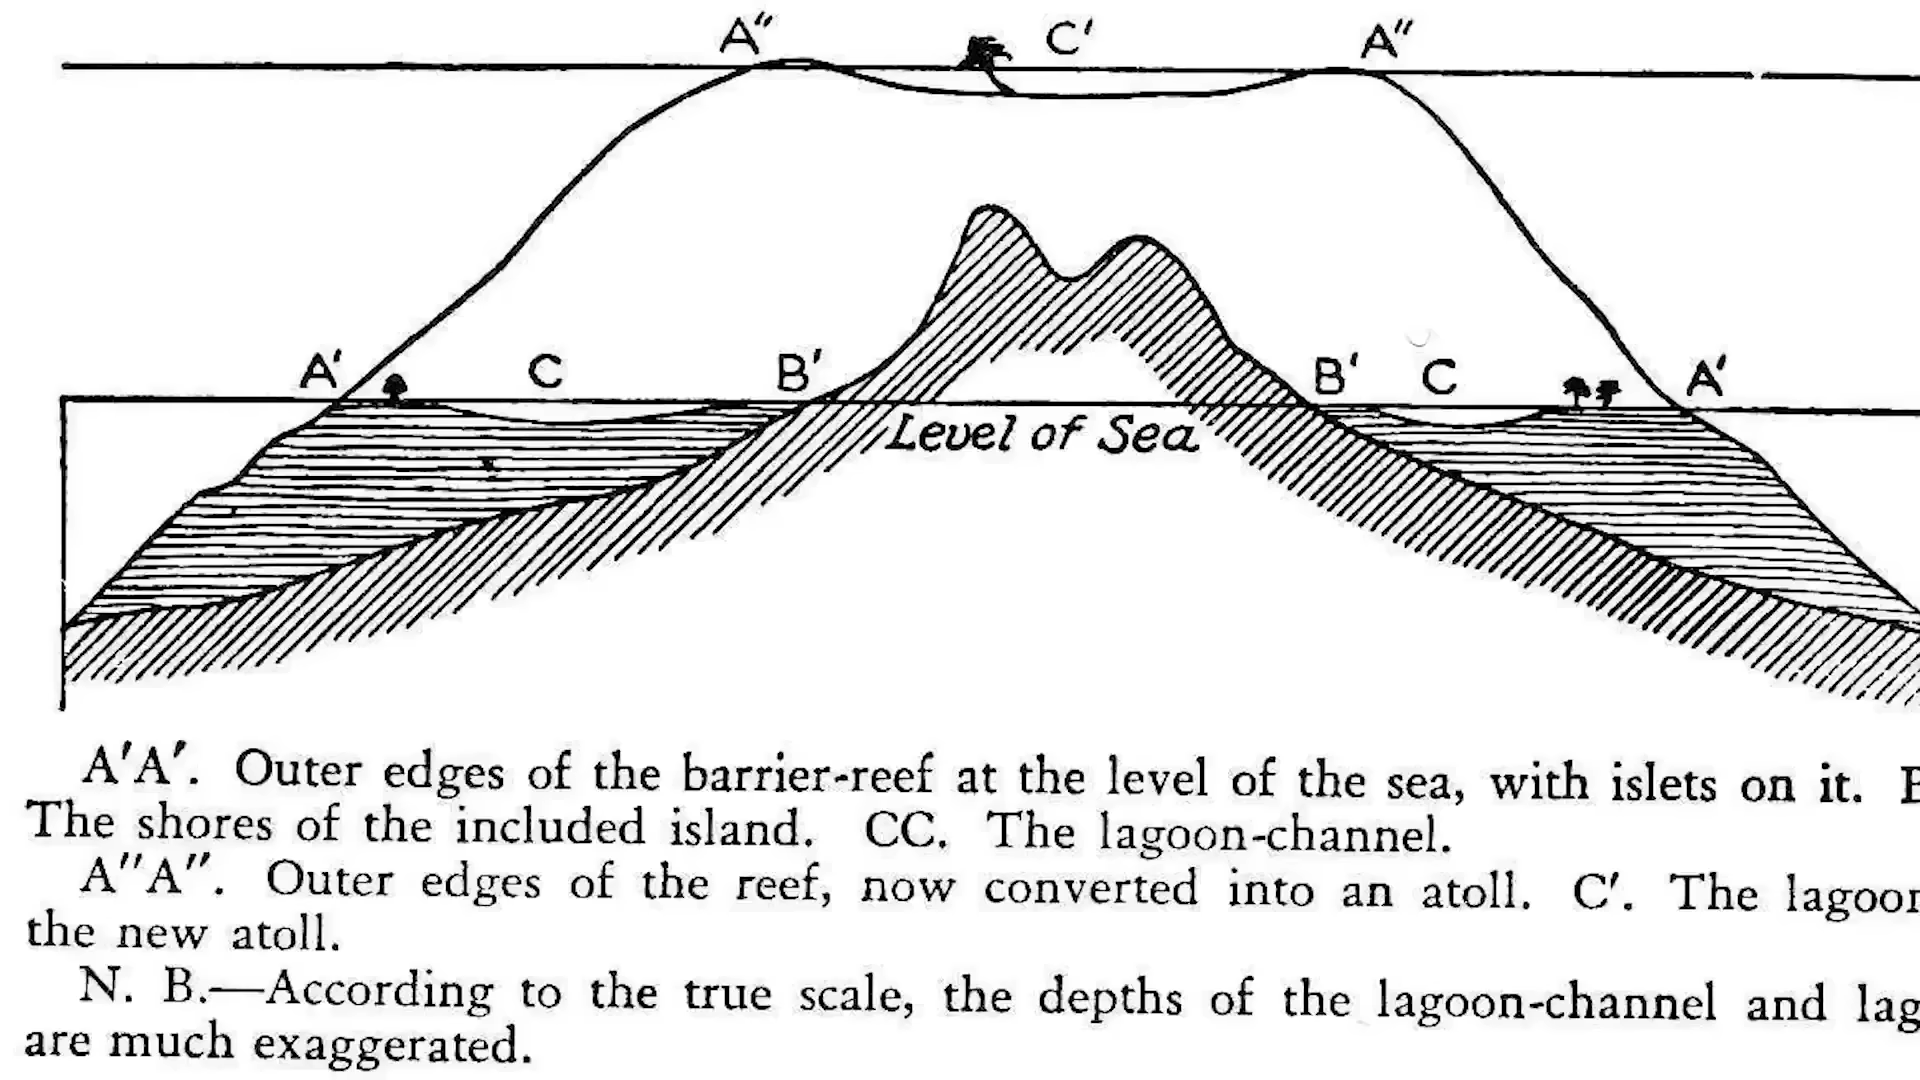 A″ C′ A″
A′ C B′ B′ C A′
Level of Sea
A′A′. Outer edges of the barrier-reef at the level of the sea, with islets on it.
The shores of the included island. CC. The lagoon-channel.
A″A″. Outer edges of the reef, now converted into an atoll. C′. The
the new atoll.
N. B.—According to the true scale, the depths of the lagoon-channel and
are much exaggerated.